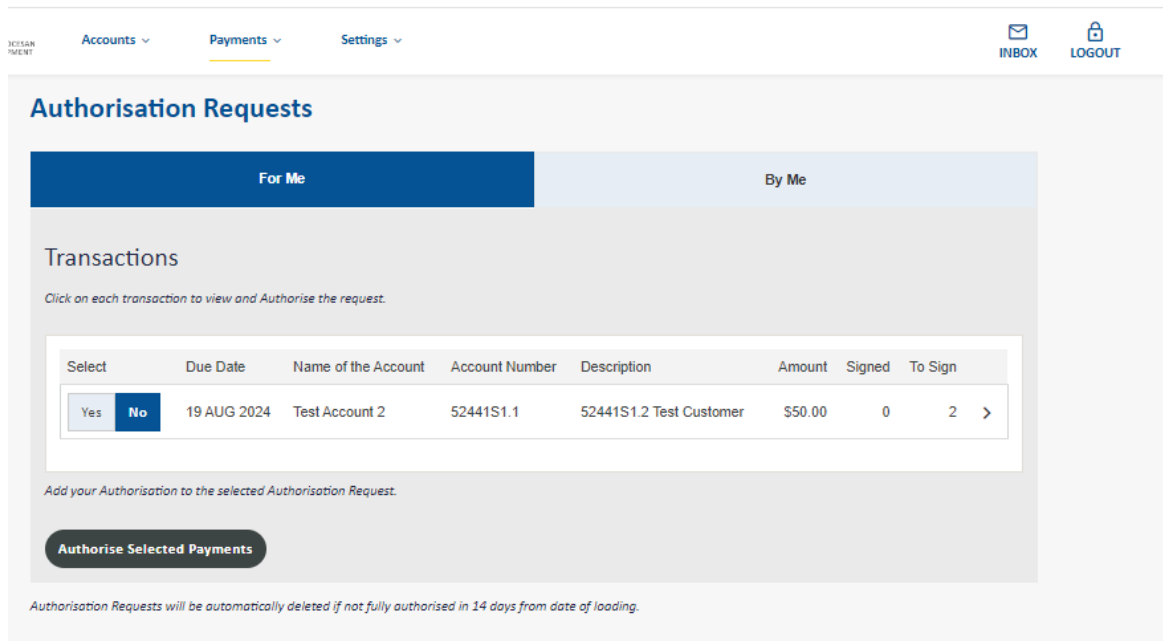 Accounts Payments Settings INBOX LOGOUT
Authorisation Requests
For Me By Me
Transactions
Click on each transaction to view and Authorise the request.
Select Due Date Name of the Account Account Number Description Amount Signed To Sign
Yes No 19 AUG 2024 Test Account 2 52441S1.1 52441S1.2 Test Customer $50.00 0 2
Add your Authorisation to the selected Authorisation Request.
Authorise Selected Payments
Authorisation Requests will be automatically deleted if not fully authorised in 14 days from date of loading.